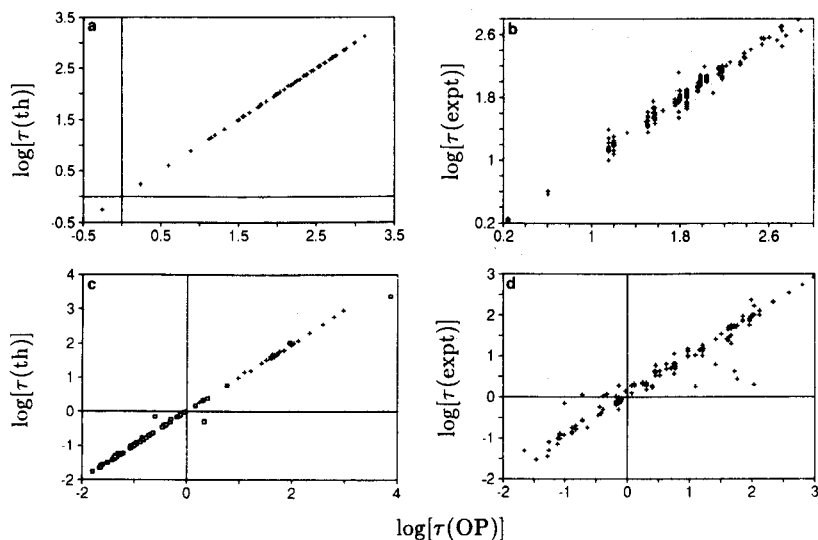 a
3.5
2.5
1.5
0.5
-0.5
-0.5 0.5 1.5 2.5 3.5
log[τ(th)]
b
2.6
1.8
1
0.2
0.2 1 1.8 2.6
log[τ(expt)]
c
4
3
2
1
0
-1
-2
-2 0 2 4
log[τ(th)]
d
3
2
1
0
-1
-2
-2 -1 0 1 2 3
log[τ(expt)]
log[τ(OP)]